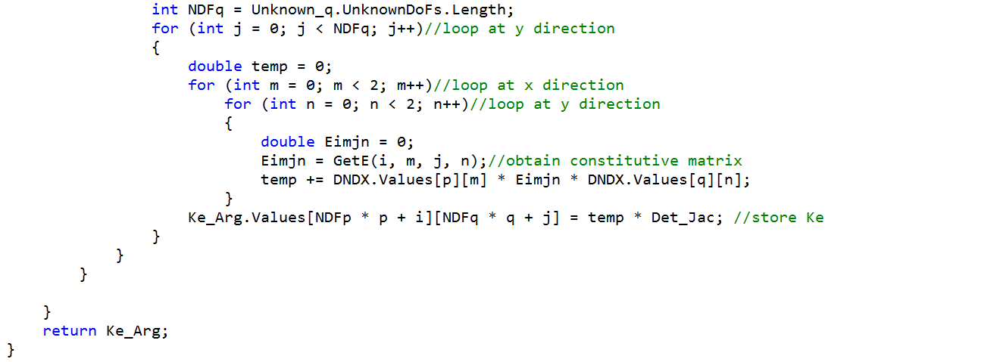 int NDFq = Unknown_q.UnknownDoFs.Length;
for (int j = 0; j < NDFq; j++)//loop at y direction
{
double temp = 0;
for (int m = 0; m < 2; m++)//loop at x direction
for (int n = 0; n < 2; n++)//loop at y direction
{
double Eimjn = 0;
Eimjn = GetE(i, m, j, n);//obtain constitutive matrix
temp += DNDX.Values[p][m] * Eimjn * DNDX.Values[q][n];
}
Ke_Arg.Values[NDFp * p + i][NDFq * q + j] = temp * Det_Jac; //store Ke
}
}
}
}
return Ke_Arg;
}